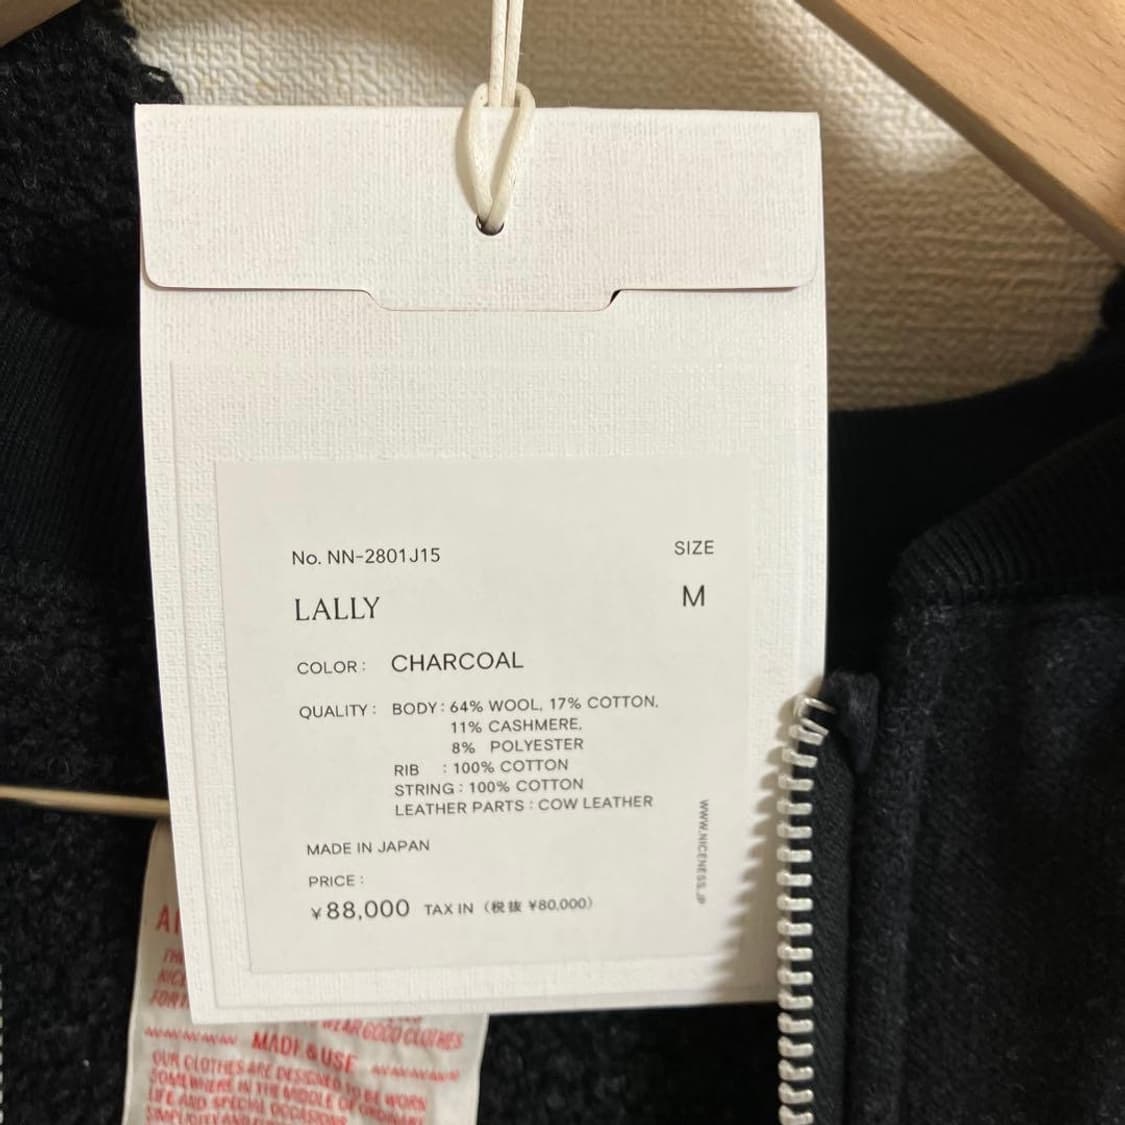 No. NN-2801J15
SIZE
LALLY
M
COLOR : CHARCOAL
QUALITY : BODY : 64% WOOL, 17% COTTON,
11% CASHMERE,
8% POLYESTER
RIB : 100% COTTON
STRING : 100% COTTON
LEATHER PARTS : COW LEATHER
MADE IN JAPAN
PRICE :
¥88,000 TAX IN (税抜 ¥80,000)
WWW.NICENESS.JP
WEAR GOOD CLOTHES
MADE & USE
OUR CLOTHES ARE DESIGNED TO BE WORN
SOMEWHERE IN THE MIDDLE OF ORDINARY
LIFE AND SPECIAL OCCASIONS.